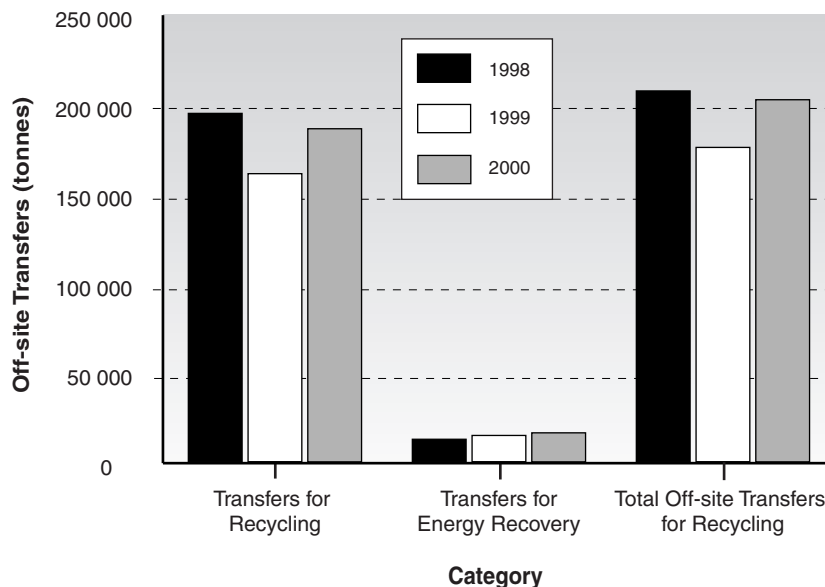 Off-site Transfers (tonnes)
250 000
200 000
150 000
100 000
50 000
0
1998
1999
2000
Transfers for
Recycling
Transfers for
Energy Recovery
Total Off-site Transfers
for Recycling
Category